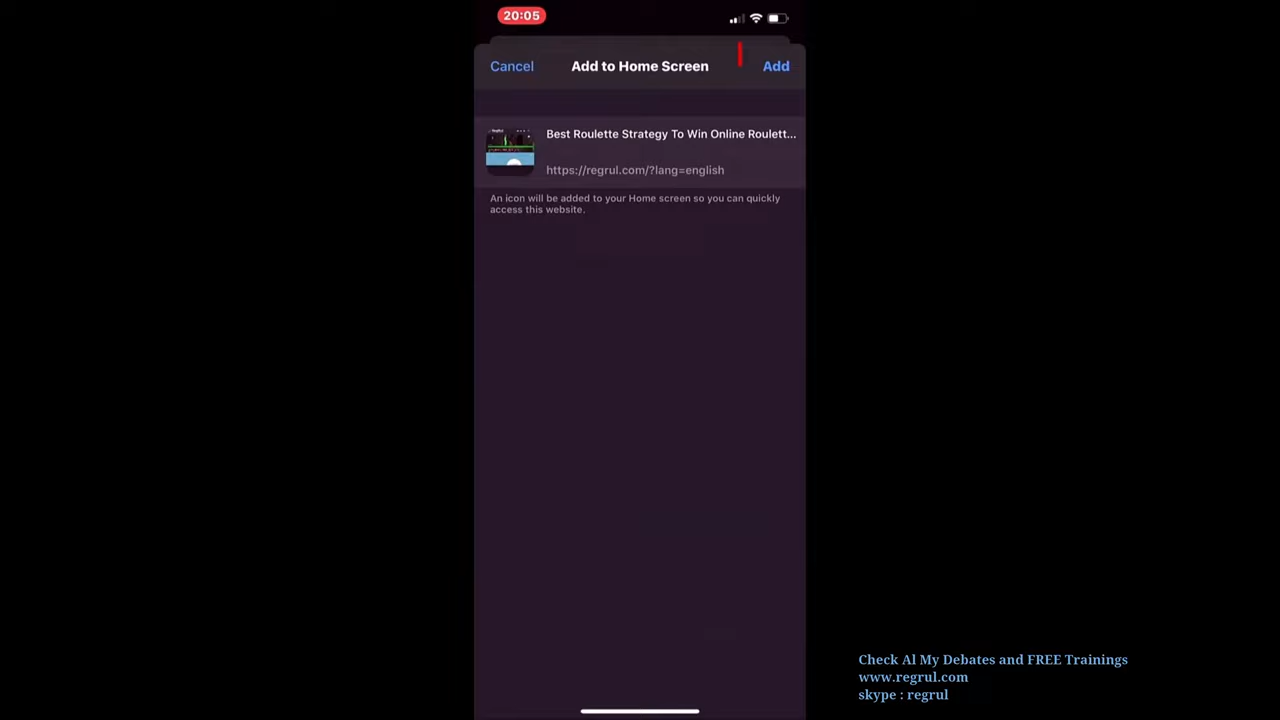 20:05
Cancel
Add to Home Screen
Add
Best Roulette Strategy To Win Online Roulett...
https://regrul.com/?lang=english
An icon will be added to your Home screen so you can quickly
access this website.
Check Al My Debates and FREE Trainings
www.regrul.com
skype : regrul